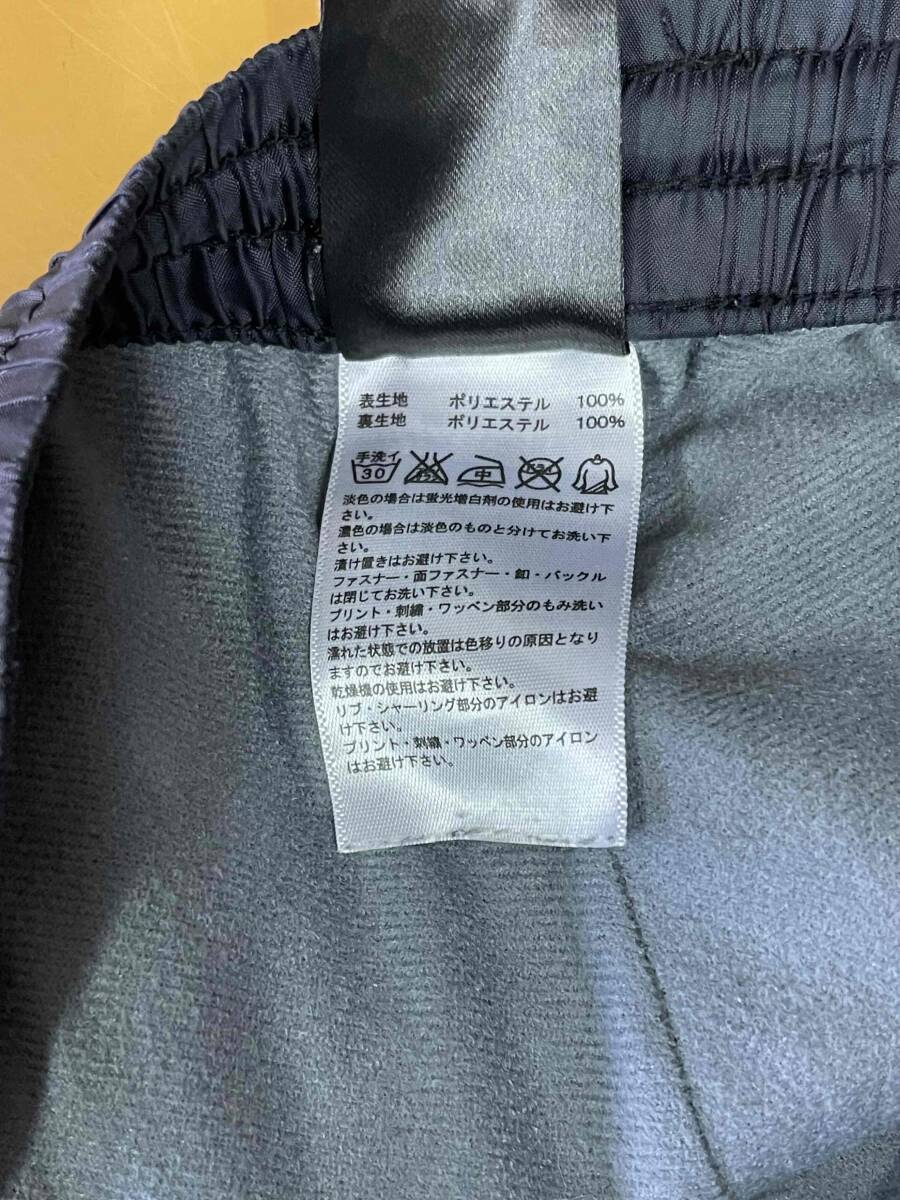 表生地 ポリエステル 100%
裏生地 ポリエステル 100%
手洗イ
30 中
淡色の場合は蛍光増白剤の使用はお避け下
さい。
濃色の場合は淡色のものと分けてお洗い下
さい。
漬け置きはお避け下さい。
ファスナー・面ファスナー・釦・バックル
は閉じてお洗い下さい。
プリント・刺繍・ワッペン部分のもみ洗い
はお避け下さい。
濡れた状態での放置は色移りの原因となり
ますのでお避け下さい。
乾燥機の使用はお避け下さい。
リブ・シャーリング部分のアイロンはお避
け下さい。
プリント・刺繍・ワッペン部分のアイロン
はお避け下さい。